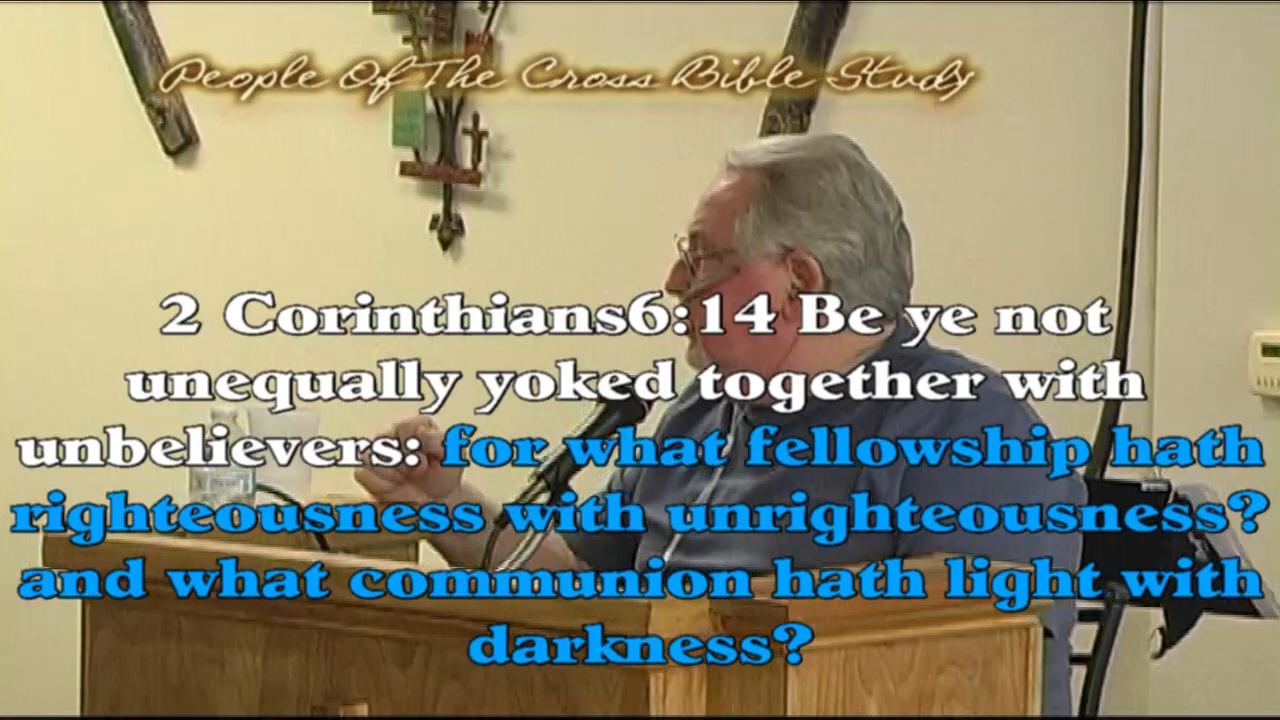 People Of The Cross Bible Study
2 Corinthians6:14 Be ye not
unequally yoked together with
unbelievers: for what fellowship hath
righteousness with unrighteousness?
and what communion hath light with
darkness?